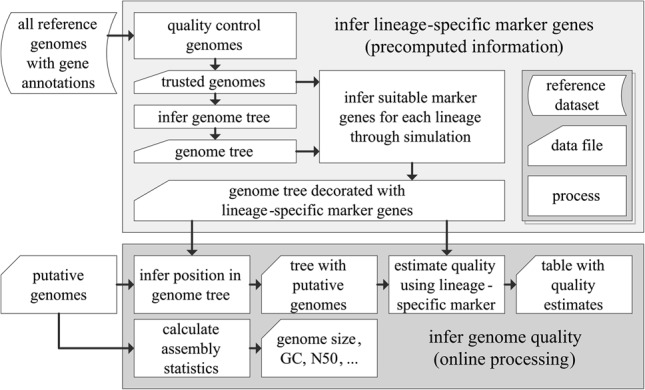 all reference
genomes
with gene
annotations
quality control
genomes
infer lineage-specific marker genes
(precomputed information)
trusted genomes
infer genome tree
genome tree
infer suitable marker
genes for each lineage
through simulation
reference
dataset
data file
process
genome tree decorated with
lineage-specific marker genes
putative
genomes
infer position in
genome tree
tree with
putative
genomes
estimate quality
using lineage-
specific marker
table with
quality
estimates
calculate
assembly
statistics
genome size,
GC, N50, ...
infer genome quality
(online processing)